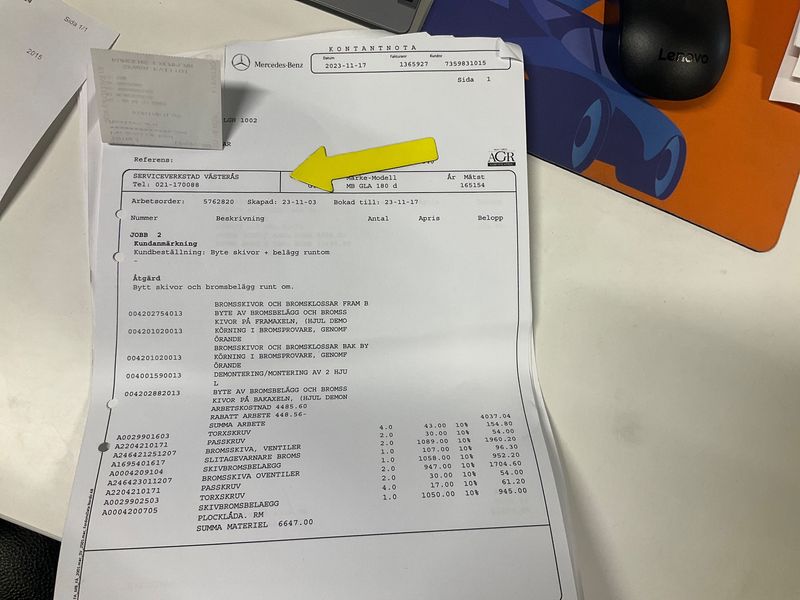 Sida 1/1
2015
KONTANTNOTA
Mercedes-Benz
Datum Fakturanr Kundnr
2023-11-17 1365927 7359831015
Sida 1
LGH 1002
AR
Referens:
AGR
SERVICEVERKSTAD VÄSTERÅS Märke-Modell År Mätst
Tel: 021-170088 MB GLA 180 d 165154
Arbetsorder: 5762820 Skapad: 23-11-03 Bokad till: 23-11-17
Nummer Beskrivning Antal Apris Belopp
JOBB 2
Kundanmärkning
Kundbeställning: Byte skivor + belägg runtom
-
Åtgärd
Bytt skivor och bromsbelägg runt om.
BROMSSKIVOR OCH BROMSKLOSSAR FRAM B
004202754013 BYTE AV BROMSBELÄGG OCH BROMSS
KIVOR PÅ FRAMAXELN, (HJUL DEMO
004201020013 KÖRNING I BROMSPROVARE, GENOMF
ÖRANDE
BROMSSKIVOR OCH BROMSKLOSSAR BAK BY
004201020013 KÖRNING I BROMSPROVARE, GENOMF
ÖRANDE
004001590013 DEMONTERING/MONTERING AV 2 HJU
L
004202882013 BYTE AV BROMSBELÄGG OCH BROMSS
KIVOR PÅ BAKAXELN, (HJUL DEMON
ARBETSKOSTNAD 4485.60
RABATT ARBETE 448.56-
SUMMA ARBETE 4037.04
A0029901603 TORXSKRUV 4.0 43.00 10% 154.80
A2204210171 PASSKRUV 2.0 30.00 10% 54.00
A246421251207 BROMSSKIVA, VENTILER 2.0 1089.00 10% 1960.20
A1695401617 SLITAGEVARNARE BROMS 1.0 107.00 10% 96.30
A0004209104 SKIVBROMSBELAEGG 1.0 1058.00 10% 952.20
A246423011207 BROMSSKIVA OVENTILER 2.0 947.00 10% 1704.60
A2204210171 PASSKRUV 2.0 30.00 10% 54.00
A0029902503 TORXSKRUV 4.0 17.00 10% 61.20
A0004200705 SKIVBROMSBELAEGG 1.0 1050.00 10% 945.00
PLOCKLÅDA. RM
SUMMA MATERIEL 6647.00
Lenovo